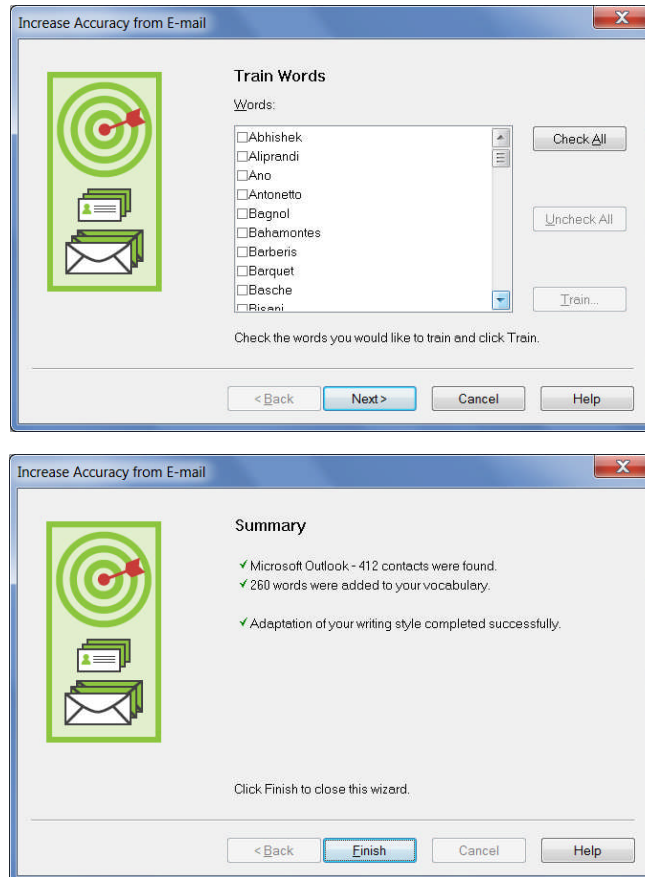 Increase Accuracy from E-mail
Train Words
Words:
Abhishek
Aliprandi
Ano
Antonetto
Bagnol
Bahamontes
Barberis
Barquet
Basche
Bisani
Check All
Uncheck All
Train...
Check the words you would like to train and click Train.
< Back Next > Cancel Help
Increase Accuracy from E-mail
Summary
Microsoft Outlook - 412 contacts were found.
260 words were added to your vocabulary.
Adaptation of your writing style completed successfully.
Click Finish to close this wizard.
< Back Finish Cancel Help